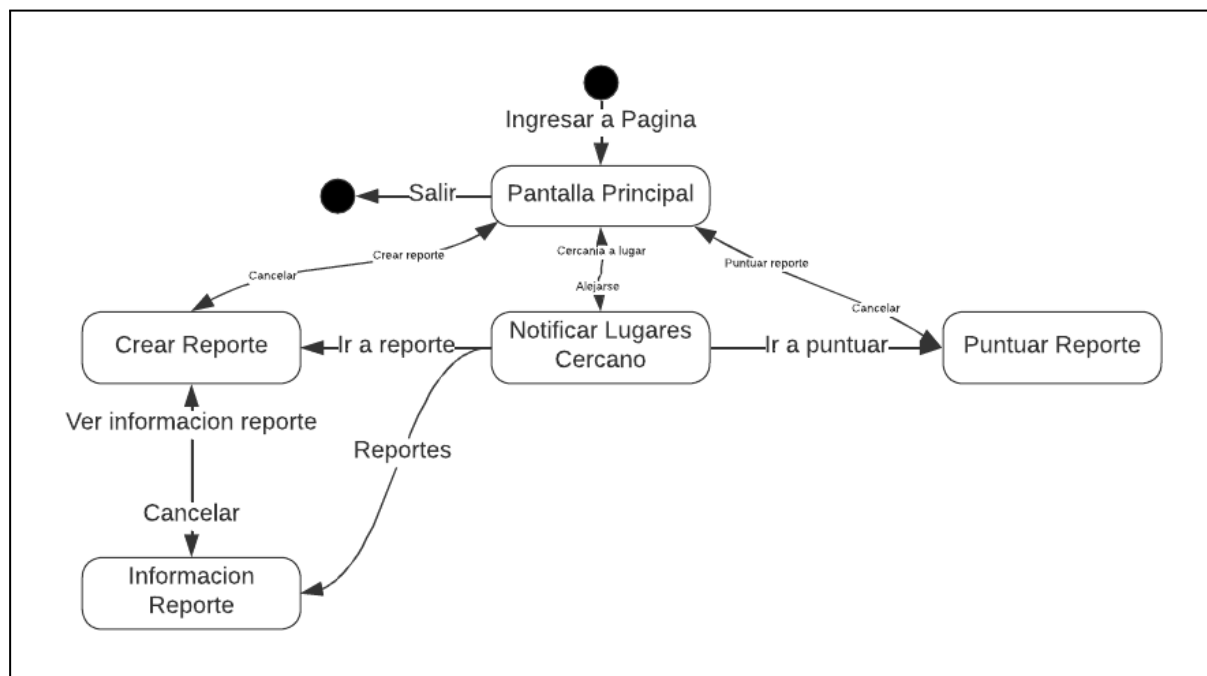 Ingresar a Pagina
Salir
Pantalla Principal
Crear reporte
Cancelar
Cercania a lugar
Alejarse
Puntuar reporte
Cancelar
Crear Reporte
Ir a reporte
Notificar Lugares
Cercano
Ir a puntuar
Puntuar Reporte
Ver informacion reporte
Reportes
Cancelar
Informacion
Reporte